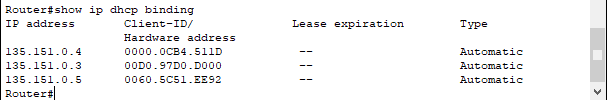 Router#show ip dhcp binding
IP address       Client-ID/              Lease expiration        Type
                 Hardware address
135.151.0.4      0000.0CB4.511D           --                     Automatic
135.151.0.3      00D0.97D0.D000           --                     Automatic
135.151.0.5      0060.5C51.EE92           --                     Automatic
Router#